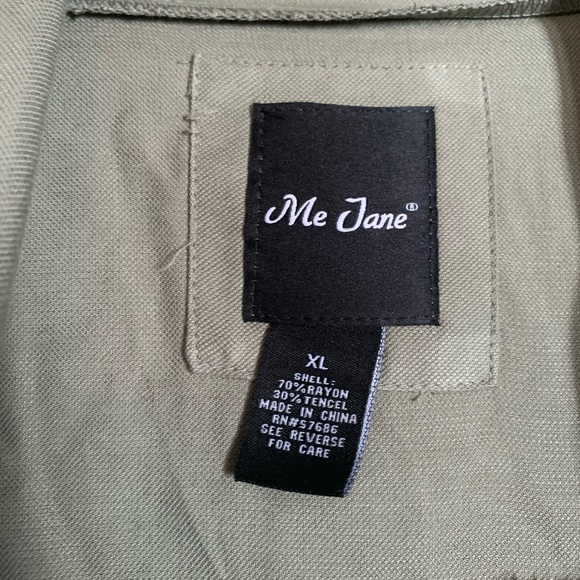 Me Jane®
XL
SHELL:
70%RAYON
30%TENCEL
MADE IN CHINA
RN#57686
SEE REVERSE
FOR CARE